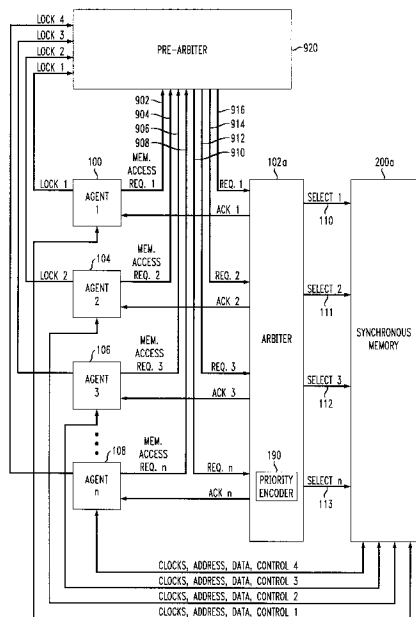 LOCK 4
LOCK 3
LOCK 2
LOCK 1
PRE-ARBITER
920
902
904
906
908
916
914
912
910
100
MEM.
ACCESS
REQ. 1
LOCK 1
AGENT
1
ACK 1
REQ. 1
102a
200a
SELECT 1
110
104
MEM.
ACCESS
REQ. 2
LOCK 2
AGENT
2
ACK 2
REQ. 2
SELECT 2
111
ARBITER
SYNCHRONOUS
MEMORY
106
MEM.
ACCESS
REQ. 3
AGENT
3
ACK 3
REQ. 3
SELECT 3
112
108
MEM.
ACCESS
REQ. n
AGENT
n
ACK n
REQ. n
190
PRIORITY
ENCODER
SELECT n
113
CLOCKS, ADDRESS, DATA, CONTROL 4
CLOCKS, ADDRESS, DATA, CONTROL 3
CLOCKS, ADDRESS, DATA, CONTROL 2
CLOCKS, ADDRESS, DATA, CONTROL 1